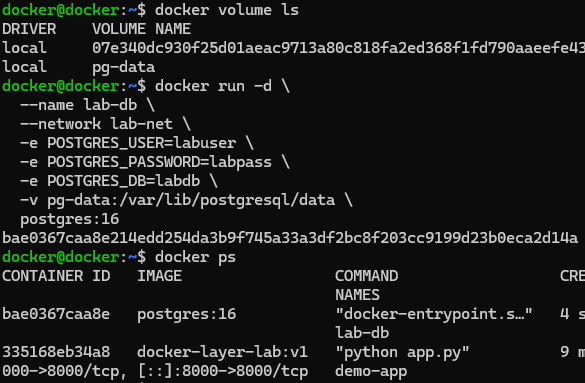 docker@docker:~$ docker volume ls
DRIVER    VOLUME NAME
local     07e340dc930f25d01aeac9713a80c818fa2ed368f1fd790aaeefe43
local     pg-data
docker@docker:~$ docker run -d \
  --name lab-db \
  --network lab-net \
  -e POSTGRES_USER=labuser \
  -e POSTGRES_PASSWORD=labpass \
  -e POSTGRES_DB=labdb \
  -v pg-data:/var/lib/postgresql/data \
  postgres:16
bae0367caa8e214edd254da3b9f745a33a3df2bc8f203cc9199d23b0eca2d14a
docker@docker:~$ docker ps
CONTAINER ID   IMAGE                 COMMAND                  CRE
                                     NAMES
bae0367caa8e   postgres:16           "docker-entrypoint.s…"   4 s
                                     lab-db
335168eb34a8   docker-layer-lab:v1   "python app.py"          9 m
000->8000/tcp, [::]:8000->8000/tcp   demo-app